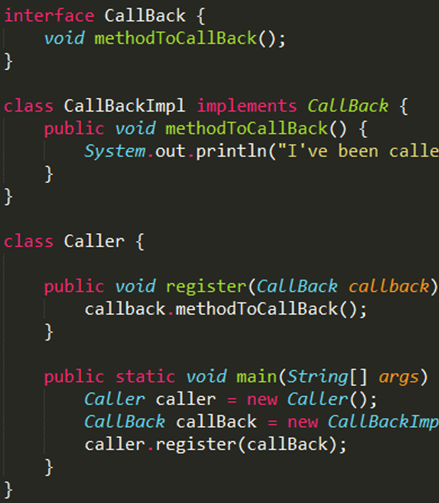 interface CallBack {
    void methodToCallBack();
}

class CallBackImpl implements CallBack {
    public void methodToCallBack() {
        System.out.println("I've been calle
    }
}

class Caller {

    public void register(CallBack callback)
        callback.methodToCallBack();
    }

    public static void main(String[] args)
        Caller caller = new Caller();
        CallBack callBack = new CallBackImp
        caller.register(callBack);
    }
}